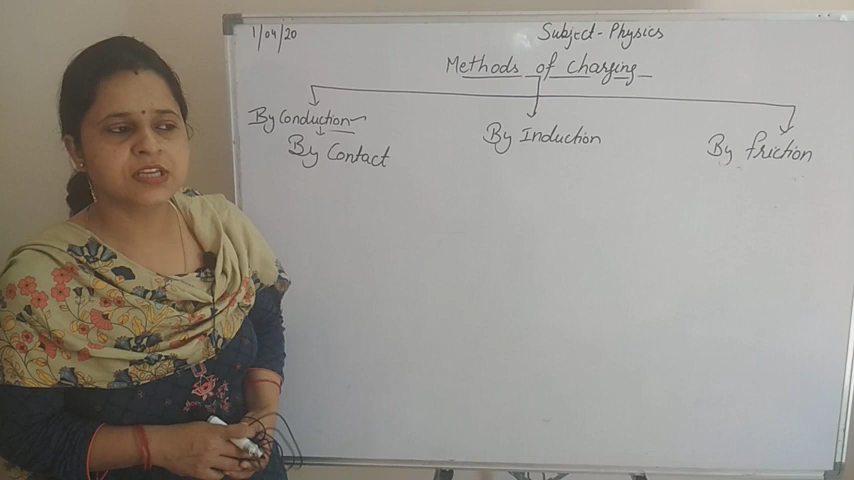 1/04/20
Subject-Physics
Methods of charging
By Conduction
By Contact
By Induction
By friction